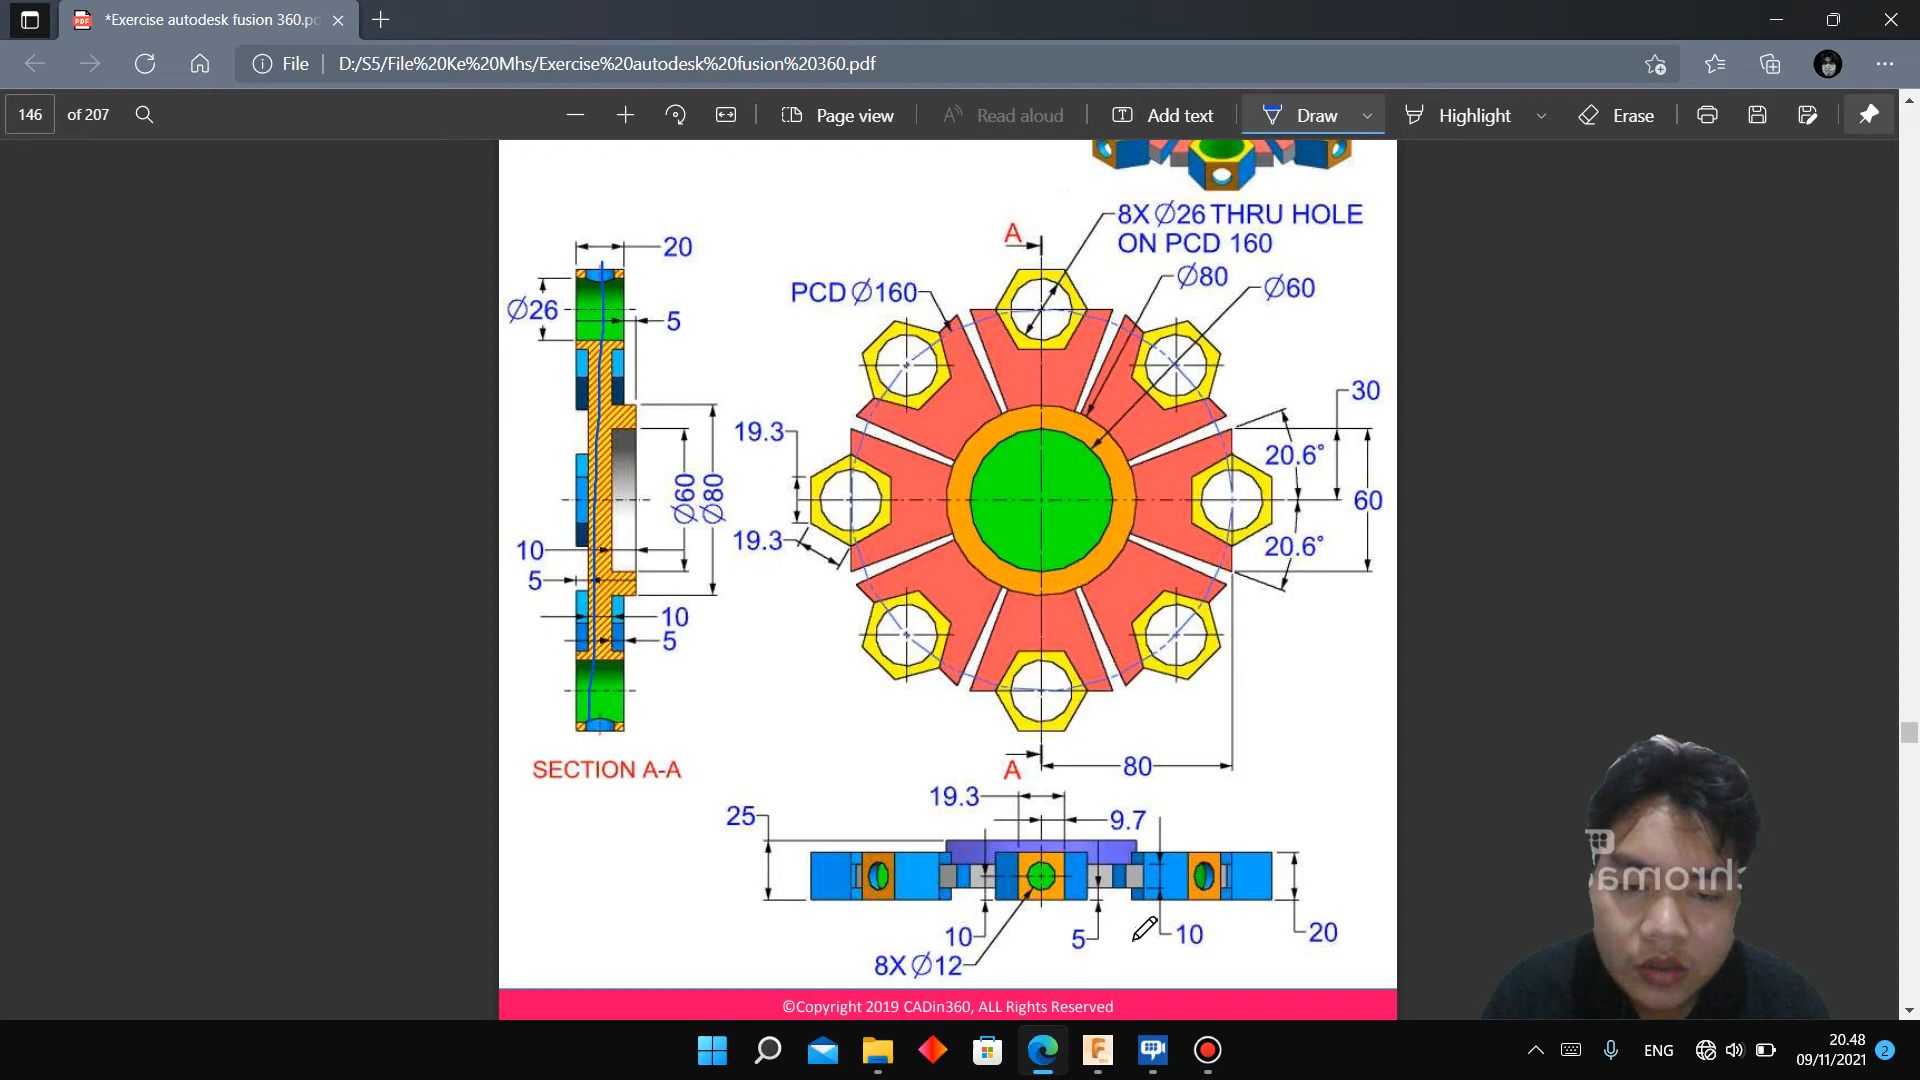 *Exercise autodesk fusion 360.pd
File
D:/S5/File%20Ke%20Mhs/Exercise%20autodesk%20fusion%20360.pdf
146 of 207
Page view
Read aloud
Add text
Draw
Highlight
Erase
8X Ø26 THRU HOLE
ON PCD 160
A
20
Ø80
PCD Ø160
Ø60
Ø26
5
30
19.3
20.6°
Ø60
Ø80
60
19.3
20.6°
10
5
10
5
SECTION A-A
A
80
19.3
25
9.7
10
5
10
20
8X Ø12
©Copyright 2019 CADin360, ALL Rights Reserved
ENG
20.48
09/11/2021
2